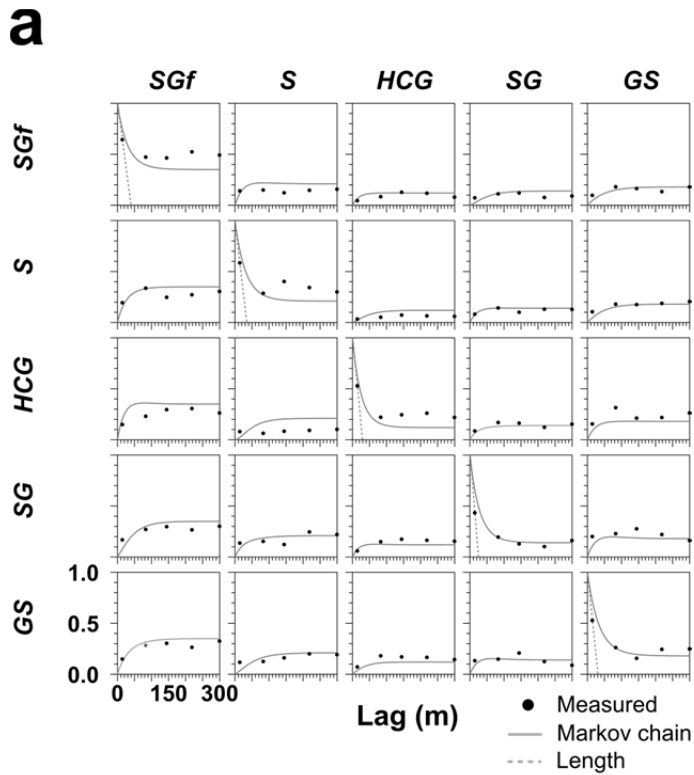 a
SGf S HCG SG GS
SGf
S
HCG
SG
GS
1.0
0.5
0.0
0 150 300
Lag (m)
Measured
Markov chain
Length